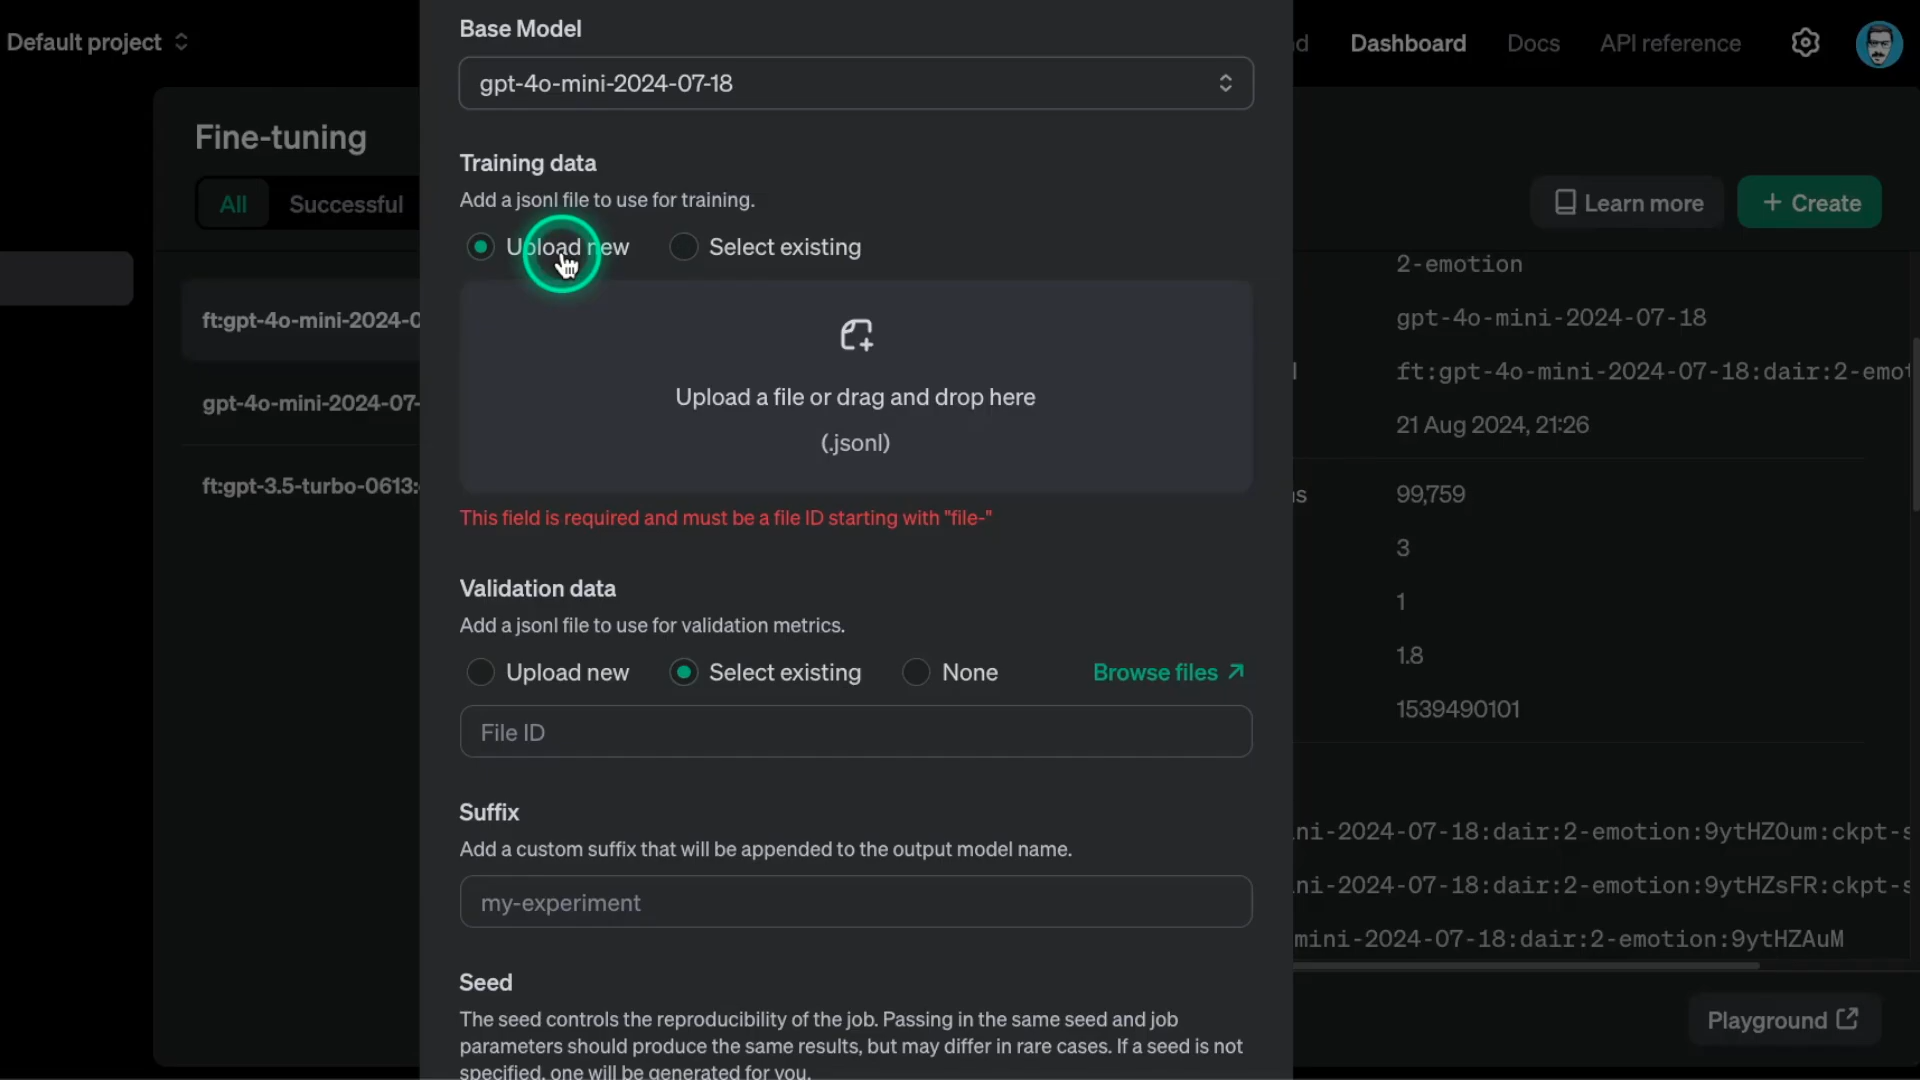 Default project
Dashboard
Docs
API reference
Fine-tuning
All
Successful
Learn more
+ Create
ft:gpt-4o-mini-2024-0
gpt-4o-mini-2024-07-
ft:gpt-3.5-turbo-0613:
Base Model
gpt-4o-mini-2024-07-18
Training data
Add a jsonl file to use for training.
Upload new
Select existing
Upload a file or drag and drop here
(.jsonl)
This field is required and must be a file ID starting with "file-"
Validation data
Add a jsonl file to use for validation metrics.
Upload new
Select existing
None
Browse files
File ID
Suffix
Add a custom suffix that will be appended to the output model name.
my-experiment
Seed
The seed controls the reproducibility of the job. Passing in the same seed and job
parameters should produce the same results, but may differ in rare cases. If a seed is not
specified, one will be generated for you.
2-emotion
gpt-4o-mini-2024-07-18
ft:gpt-4o-mini-2024-07-18:dair:2-emot
21 Aug 2024, 21:26
99,759
3
1
1.8
1539490101
ni-2024-07-18:dair:2-emotion:9ytHZOum:ckpt-s
ni-2024-07-18:dair:2-emotion:9ytHZsFR:ckpt-s
mini-2024-07-18:dair:2-emotion:9ytHZAuM
Playground